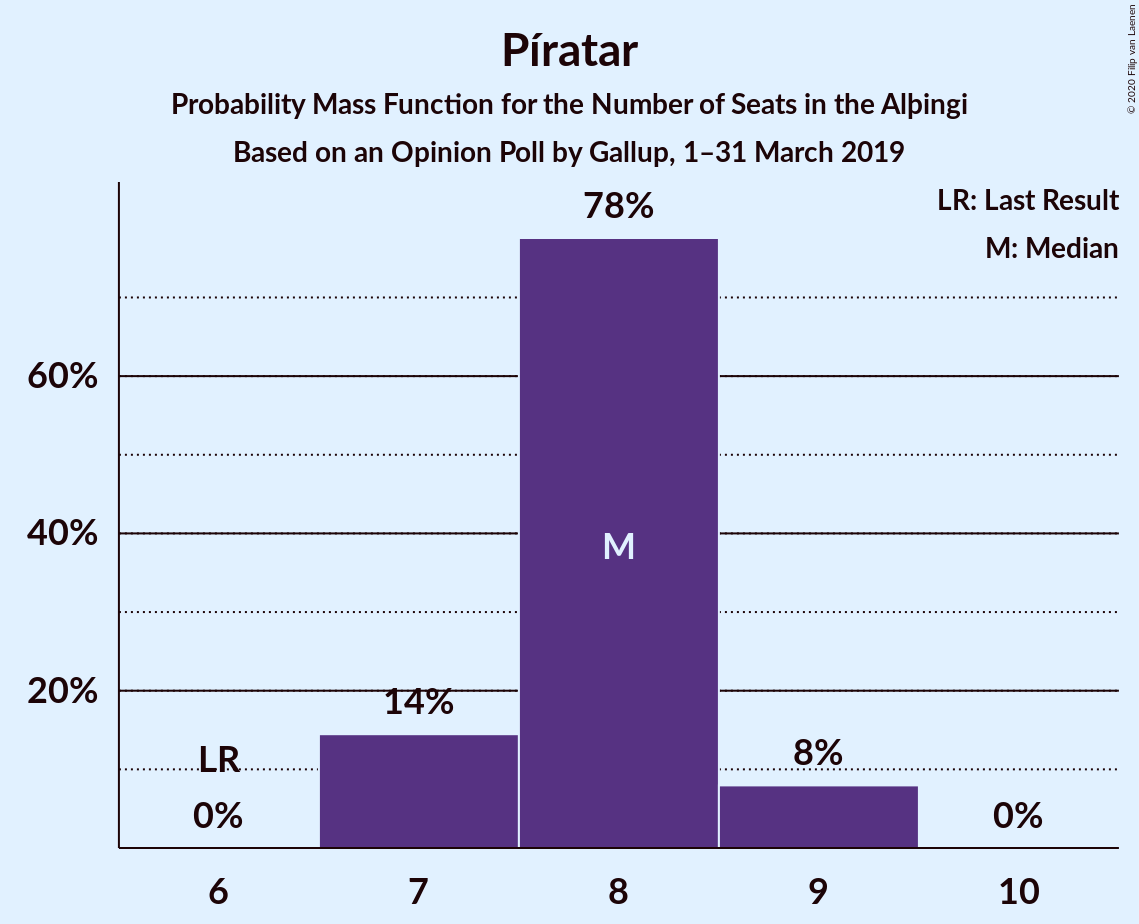 Píratar
Probability Mass Function for the Number of Seats in the Alþingi
Based on an Opinion Poll by Gallup, 1–31 March 2019
© 2020 Filip van Laenen
LR: Last Result
M: Median
78%
60%
40%
M
20%
14%
LR
8%
0%
0%
6
7
8
9
10